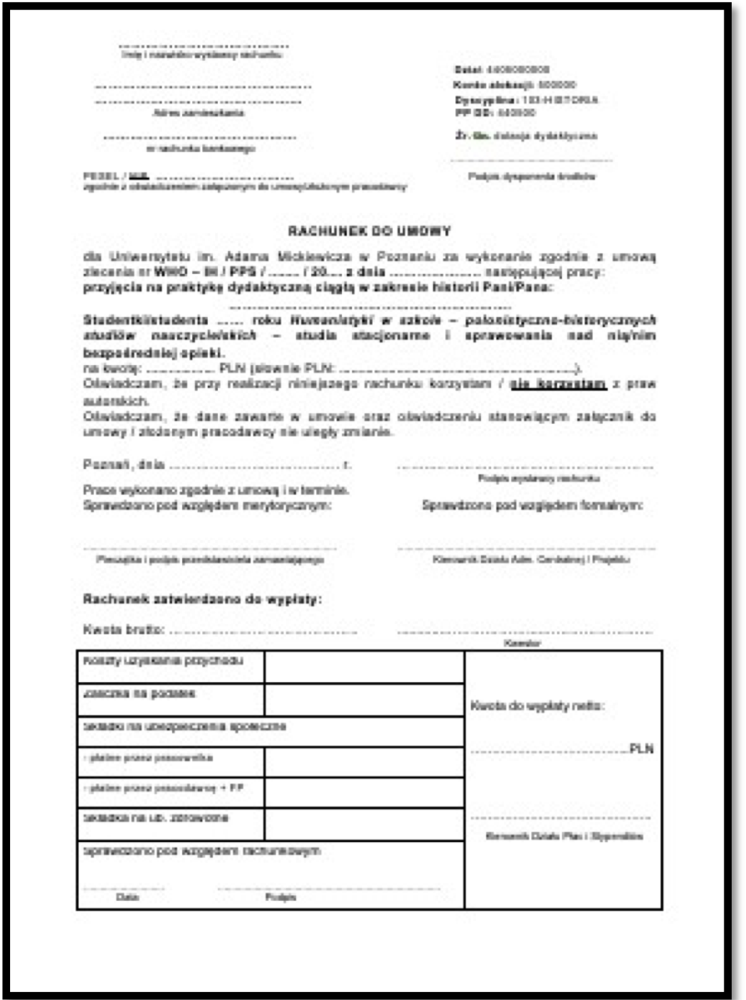 Imię i nazwisko wystawcy rachunku
Dział: 4408000000
Konto alokacji: 500000
Dyscyplina: 103-HISTORIA
Adres zamieszkania
PP DD: 440800
Źr. fin. dotacja dydaktyczna
nr rachunku bankowego
PESEL / NIP
Podpis dysponenta środków
zgodnie z oświadczeniem załączonym do umowy/złożonym pracodawcy
RACHUNEK DO UMOWY
dla Uniwersytetu im. Adama Mickiewicza w Poznaniu za wykonanie zgodnie z umową
zlecenia nr WHO – IH / PPS / ........ / 20.... z dnia ........................ następującej pracy:
przyjęcia na praktykę dydaktyczną ciągłą w zakresie historii Pani/Pana:
Studentki/studenta ...... roku Humanistyki w szkole – polonistyczno-historycznych
studiów nauczycielskich – studia stacjonarne i sprawowania nad nią/nim
bezpośredniej opieki.
na kwotę: .................. PLN (słownie PLN: ..............................................................).
Oświadczam, że przy realizacji niniejszego rachunku korzystam / nie korzystam z praw
autorskich.
Oświadczam, że dane zawarte w umowie oraz oświadczeniu stanowiącym załącznik do
umowy / złożonym pracodawcy nie uległy zmianie.
Poznań, dnia ............................................. r.
Podpis wystawcy rachunku
Prace wykonano zgodnie z umową i w terminie.
Sprawdzono pod względem merytorycznym: Sprawdzono pod względem formalnym:
Pieczątka i podpis przedstawiciela zamawiającego Kierownik Działu Adm. Centralnej / Projektu
Rachunek zatwierdzono do wypłaty:
Kwota brutto: ..................................................
Kwestor
Koszty uzyskania przychodu
Zaliczka na podatek
Kwota do wypłaty netto:
Składki na ubezpieczenia społeczne
..........................................PLN
- płatne przez pracownika
- płatne przez pracodawcę + FP
Składka na ub. zdrowotne
Kierownik Działu Płac i Stypendiów
Sprawdzono pod względem rachunkowym
Data Podpis